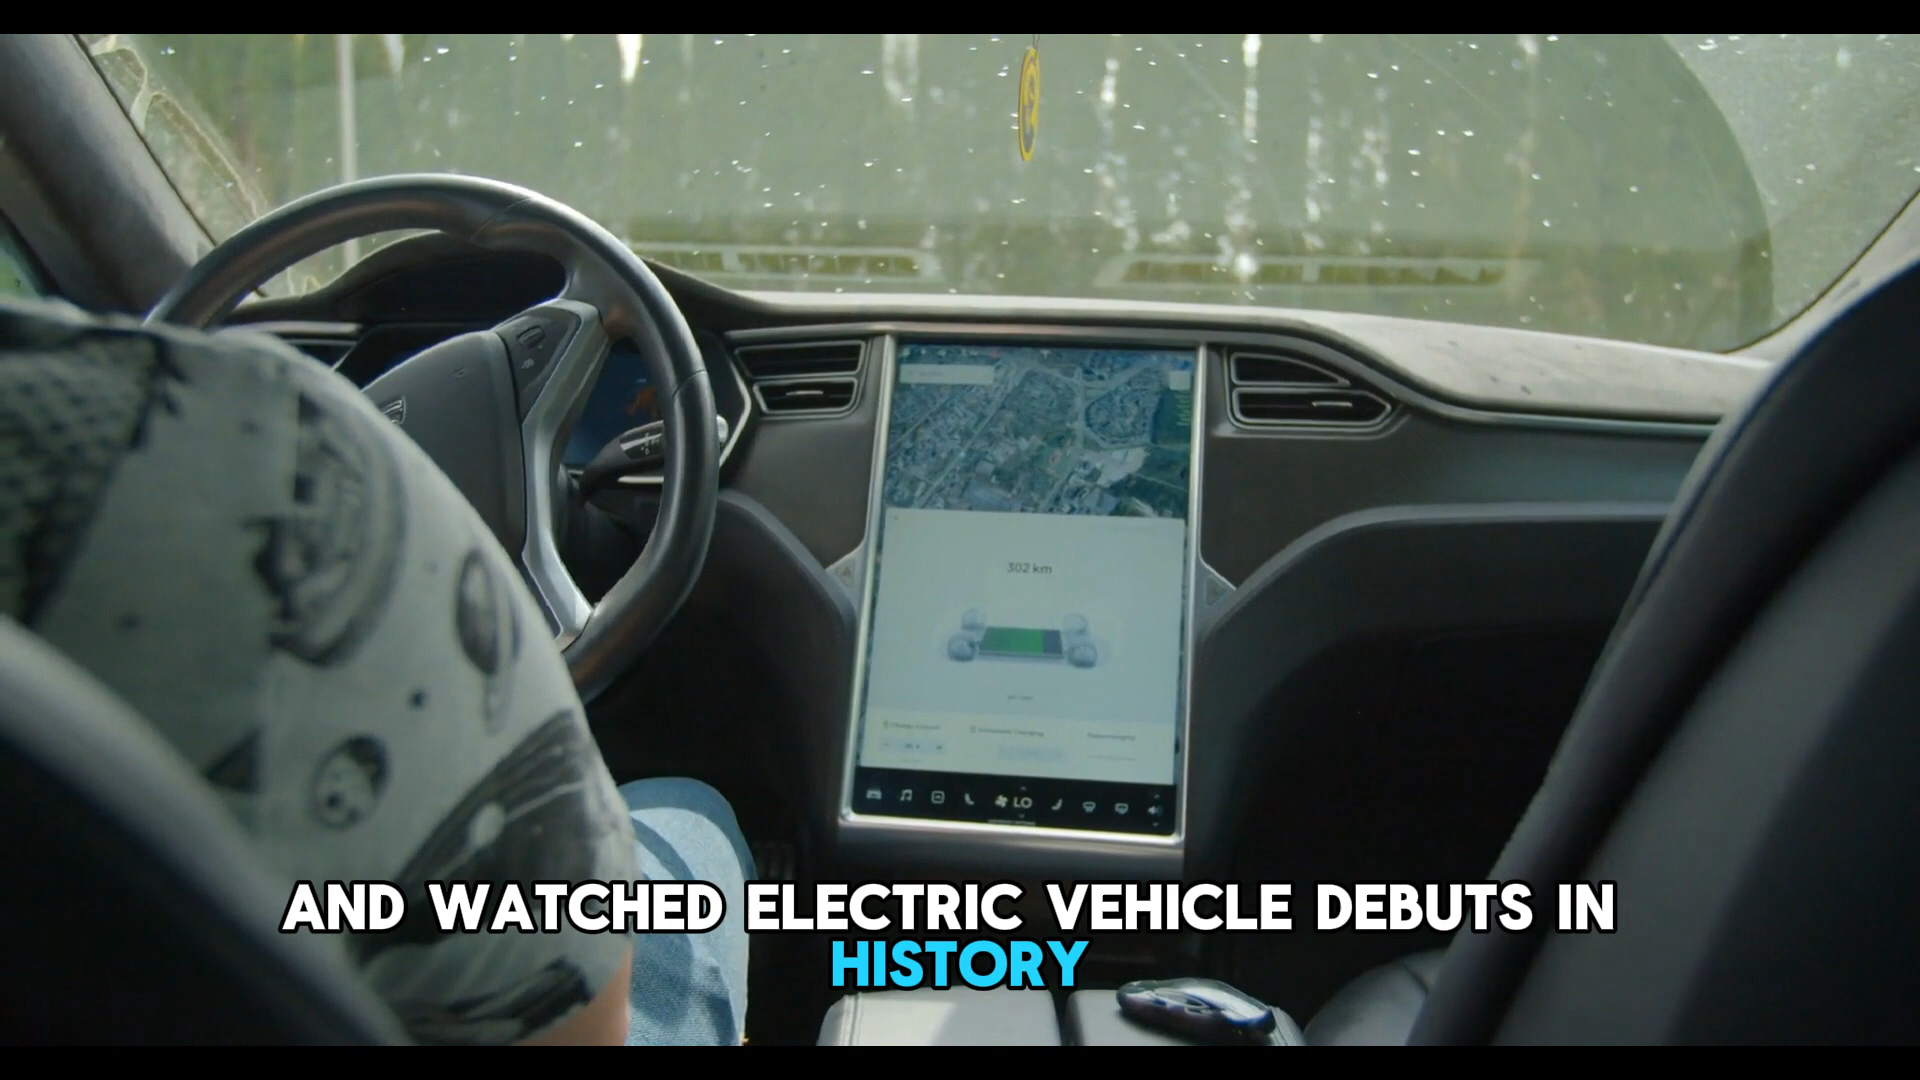 302 km
LO
AND WATCHED ELECTRIC VEHICLE DEBUTS IN
HISTORY